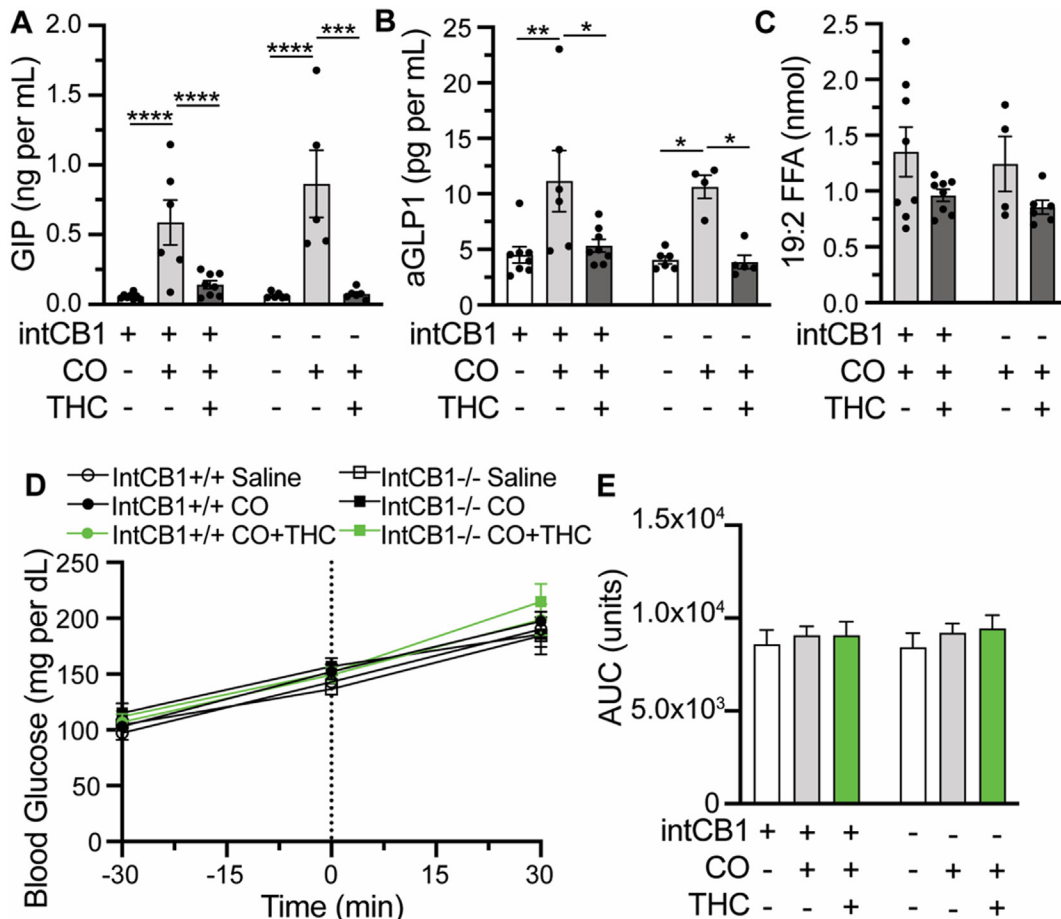 A
GIP (ng per mL)
2.0
1.5
1.0
0.5
0.0
****
****
****
***
intCB1 + + + - - -
CO - + + - + +
THC - - + - - +
B
aGLP1 (pg per mL)
25
20
15
10
5
0
**
*
*
*
+ + + - - -
- + + - + +
- - + - - +
C
19:2 FFA (nmol)
2.5
2.0
1.5
1.0
0.5
0.0
intCB1 + + - -
CO + + + +
THC - + - +
D
IntCB1+/+ Saline
IntCB1-/- Saline
IntCB1+/+ CO
IntCB1-/- CO
IntCB1+/+ CO+THC
IntCB1-/- CO+THC
Blood Glucose (mg per dL)
250
200
150
100
50
0
-30 -15 0 15 30
Time (min)
E
AUC (units)
1.5x10⁴
1.0x10⁴
5.0x10³
0
intCB1 + + + - - -
CO - + + - + +
THC - - + - - +